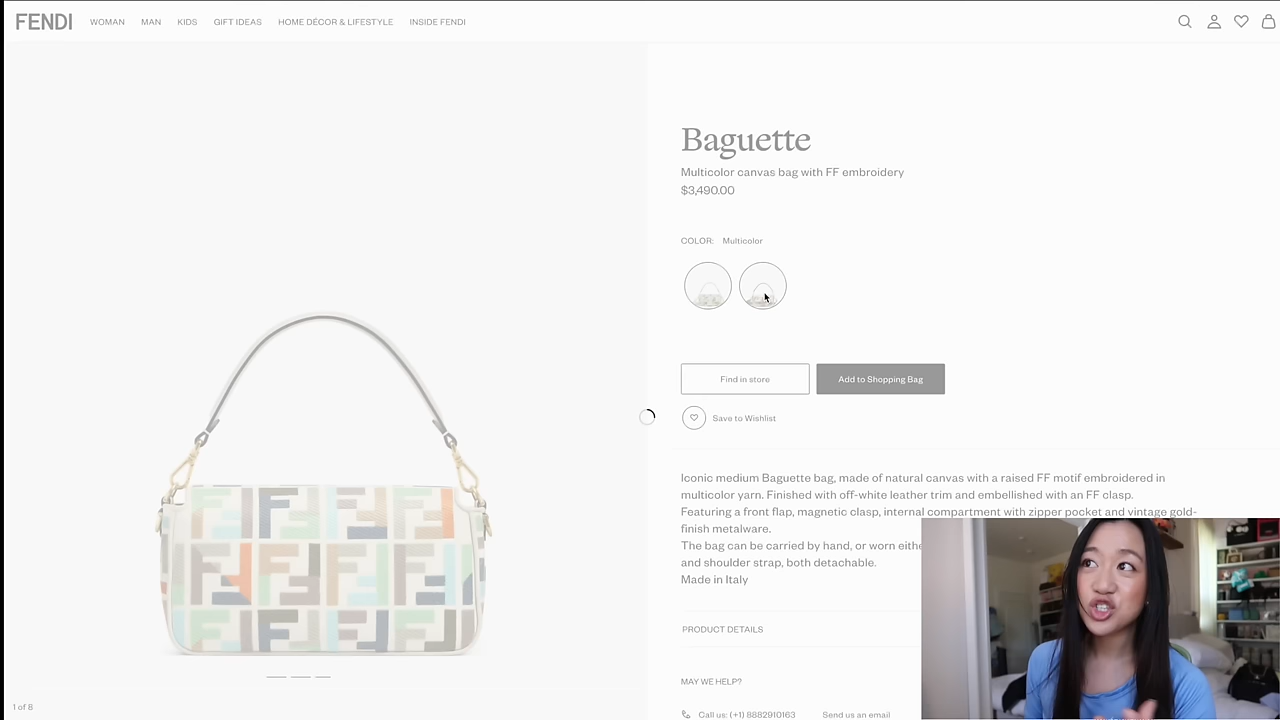 FENDI
WOMAN
MAN
KIDS
GIFT IDEAS
HOME DÉCOR & LIFESTYLE
INSIDE FENDI
Baguette
Multicolor canvas bag with FF embroidery
$3,490.00
COLOR: Multicolor
Find in store
Add to Shopping Bag
Save to Wishlist
Iconic medium Baguette bag, made of natural canvas with a raised FF motif embroidered in
multicolor yarn. Finished with off-white leather trim and embellished with an FF clasp.
Featuring a front flap, magnetic clasp, internal compartment with zipper pocket and vintage gold-
finish metalware.
The bag can be carried by hand, or worn eithe
and shoulder strap, both detachable.
Made in Italy
PRODUCT DETAILS
MAY WE HELP?
Call us: (+1) 8882910163
Send us an email
1 of 8